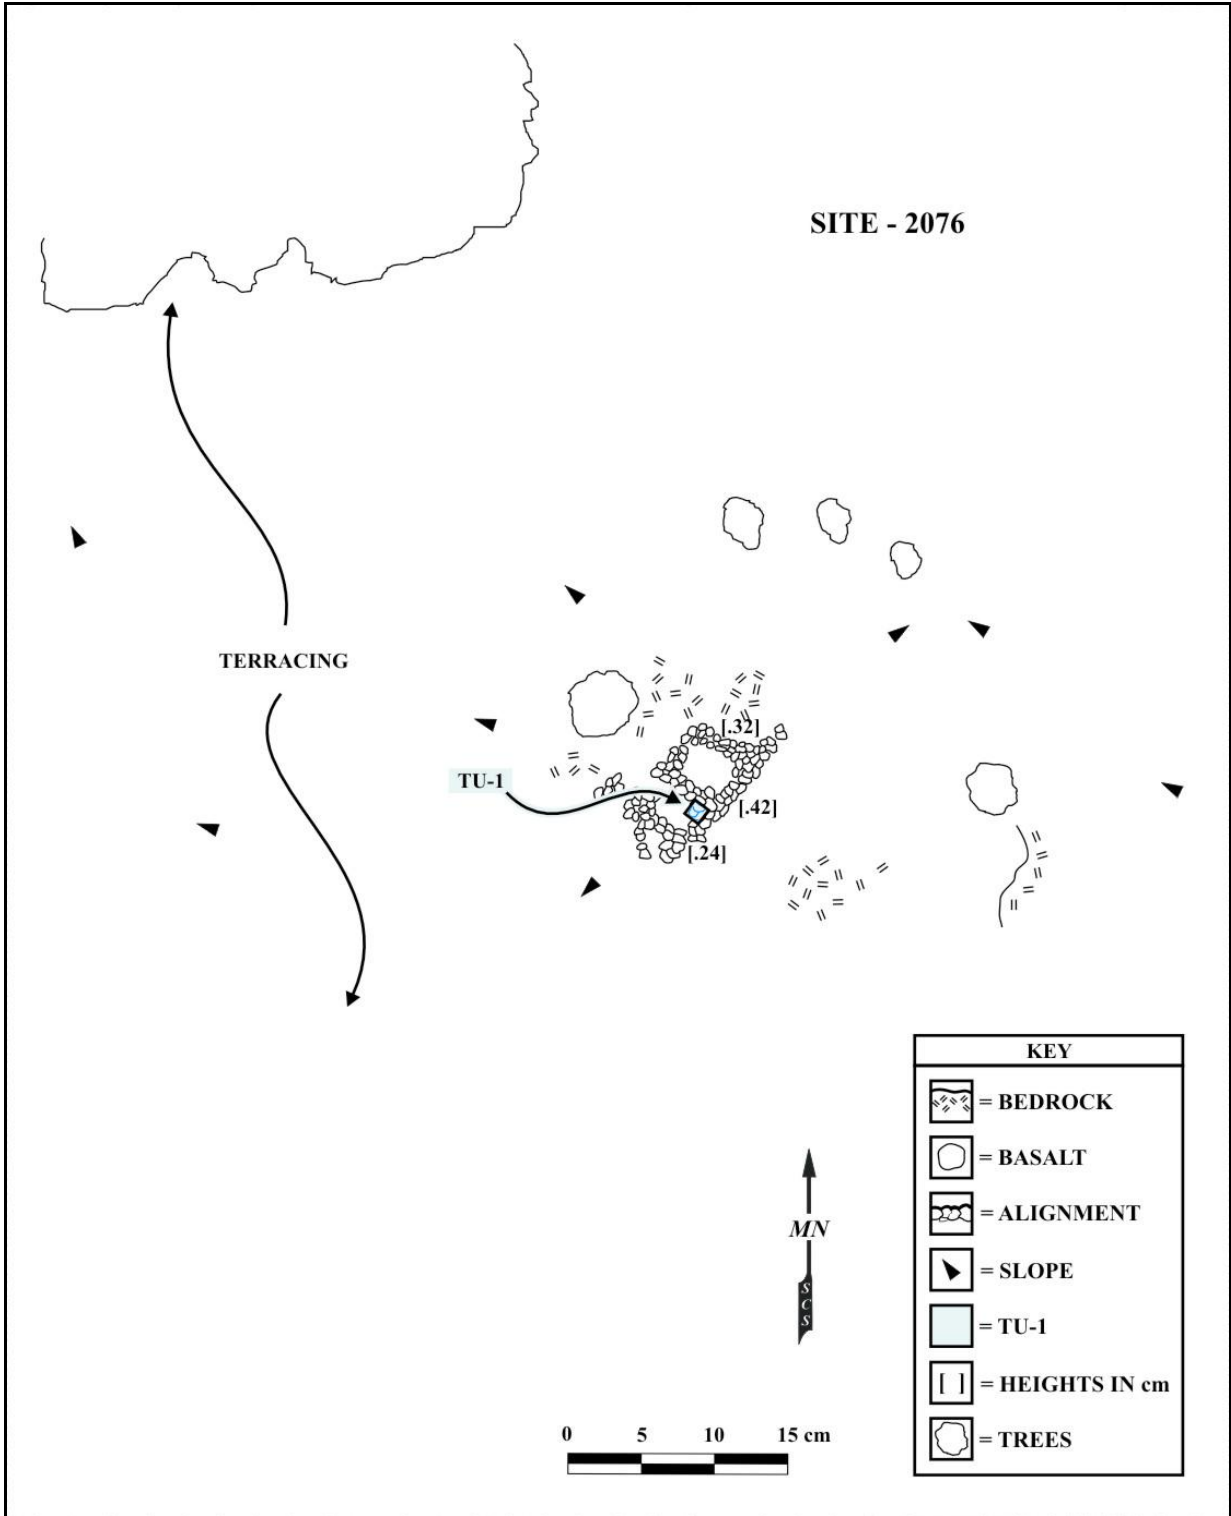 SITE - 2076
TERRACING
[.32]
TU-1
[.42]
[.24]
KEY
= BEDROCK
= BASALT
= ALIGNMENT
= SLOPE
= TU-1
[ ] = HEIGHTS IN cm
= TREES
MN
SCS
0 5 10 15 cm